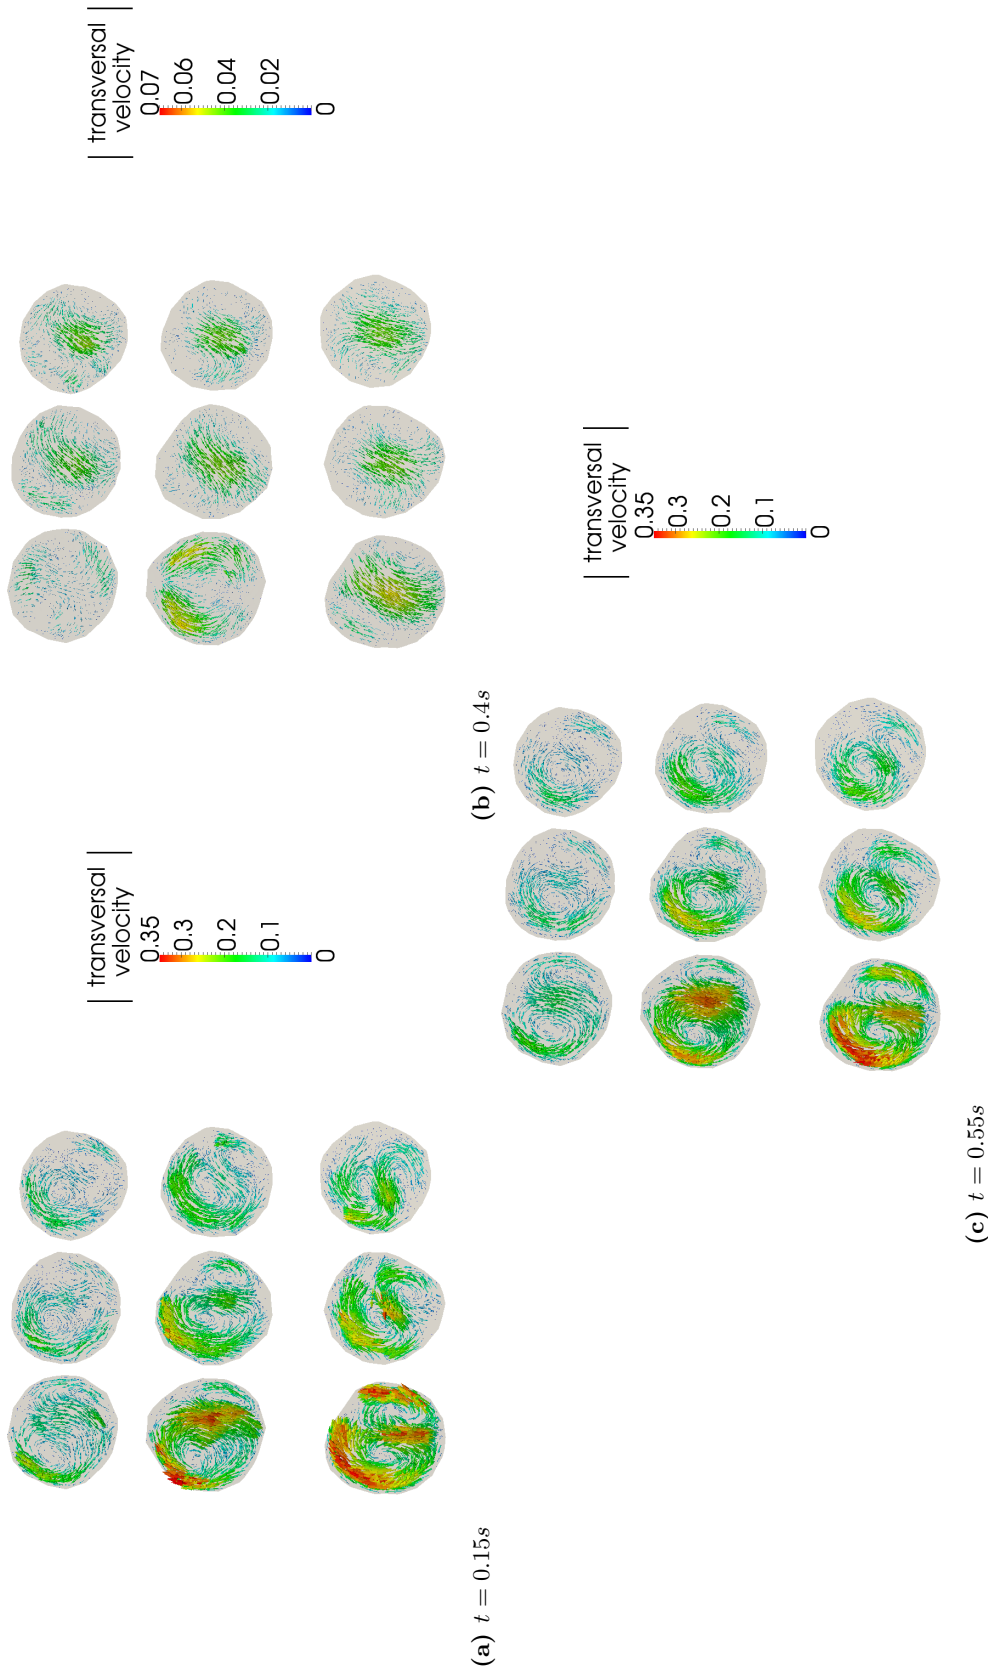 | transversal |
velocity
0.35
0.3
0.2
0.1
0
(a) t = 0.15s
| transversal |
velocity
0.07
0.06
0.04
0.02
0
(b) t = 0.4s
| transversal |
velocity
0.35
0.3
0.2
0.1
0
(c) t = 0.55s